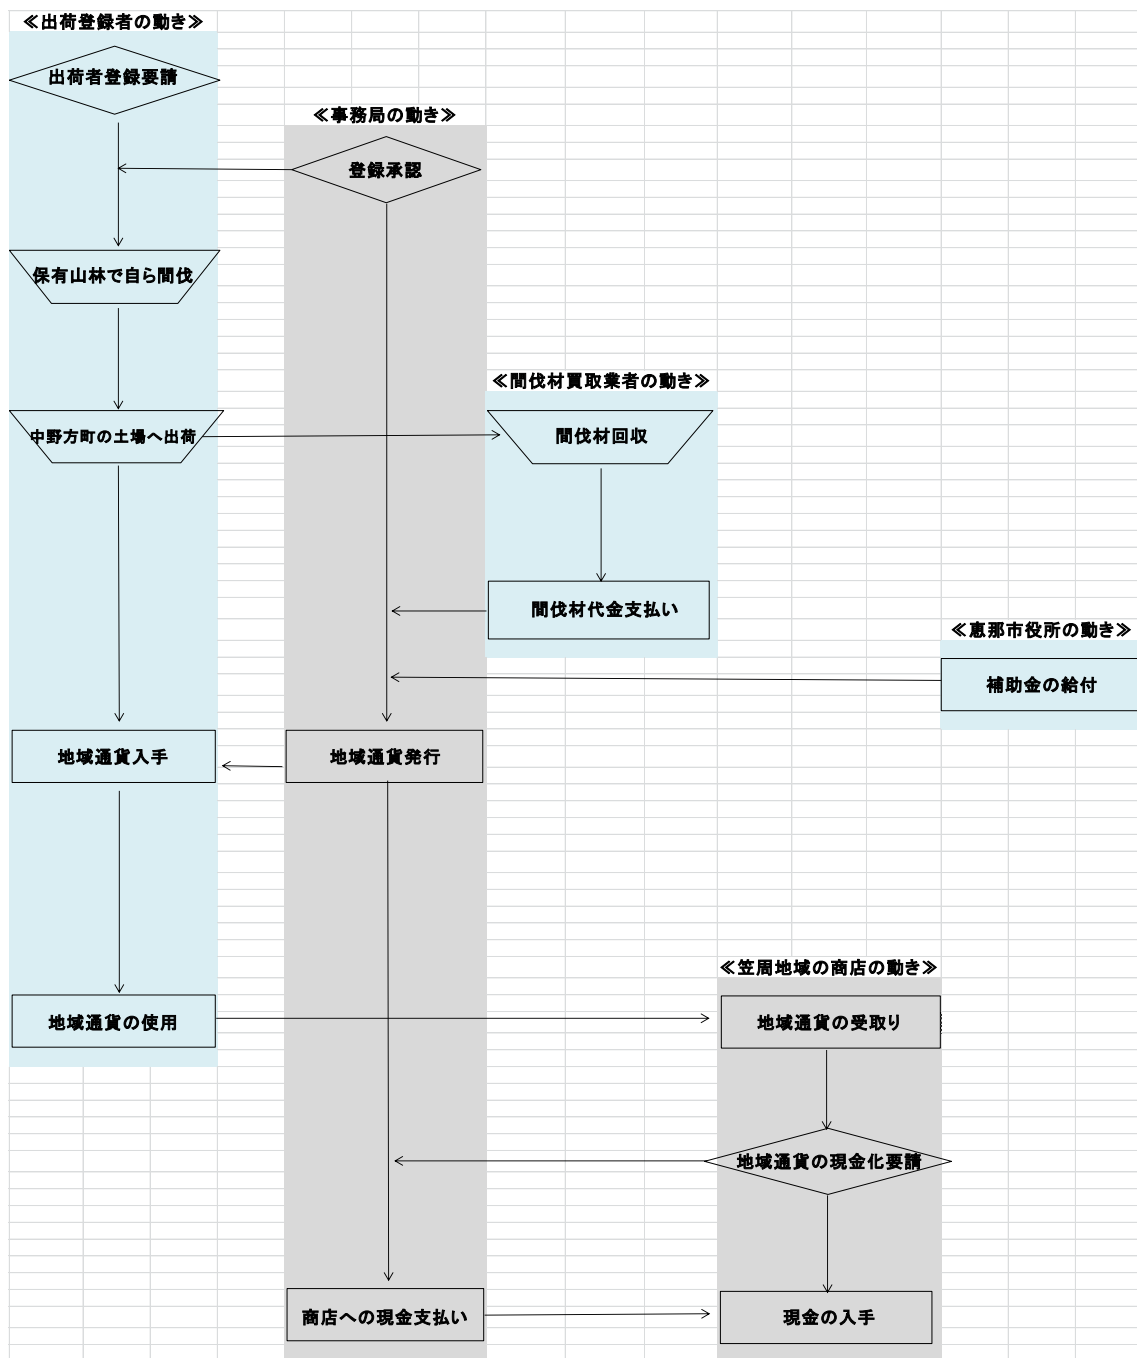 ≪出荷登録者の動き≫
出荷者登録要請
≪事務局の動き≫
登録承認
保有山林で自ら間伐
≪間伐材買取業者の動き≫
中野方町の土場へ出荷
間伐材回収
間伐材代金支払い
≪恵那市役所の動き≫
補助金の給付
地域通貨入手
地域通貨発行
≪笠周地域の商店の動き≫
地域通貨の使用
地域通貨の受取り
地域通貨の現金化要請
商店への現金支払い
現金の入手